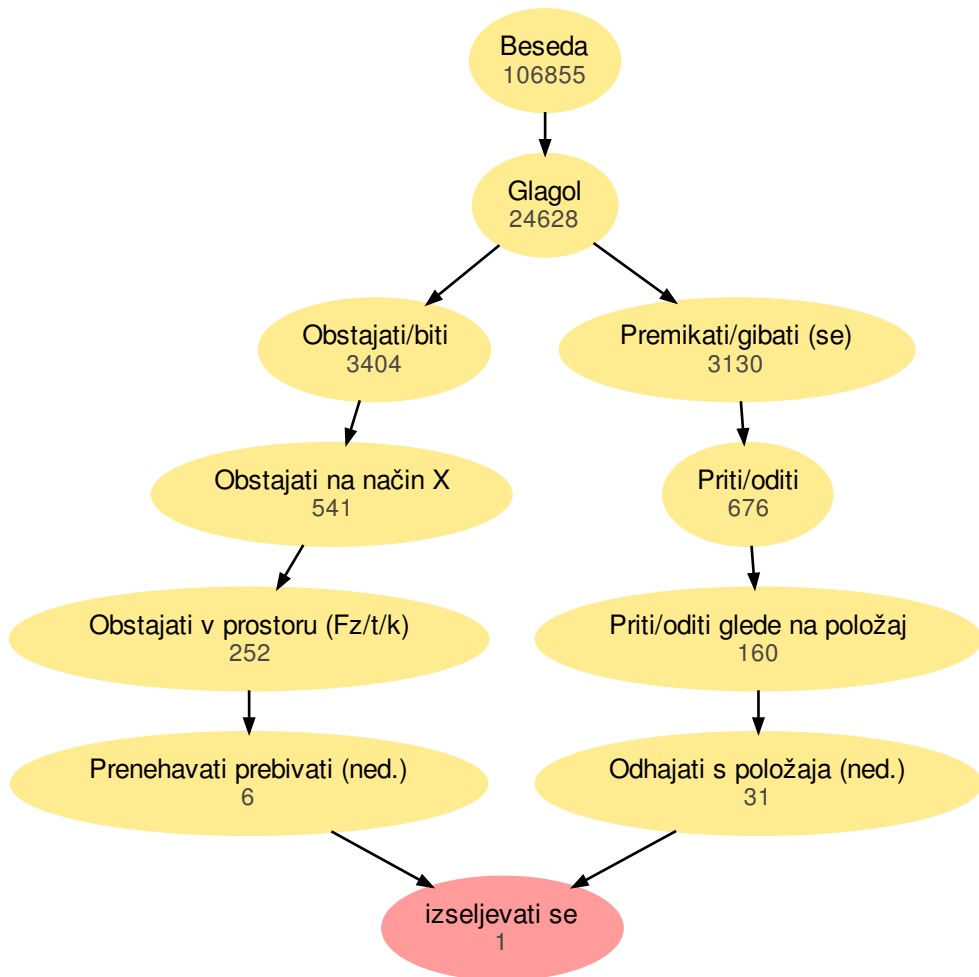 Beseda
106855
Glagol
24628
Obstajati/biti
3404
Premikati/gibati (se)
3130
Obstajati na način X
541
Priti/oditi
676
Obstajati v prostoru (Fz/t/k)
252
Priti/oditi glede na položaj
160
Prenehavati prebivati (ned.)
6
Odhajati s položaja (ned.)
31
izseljevati se
1